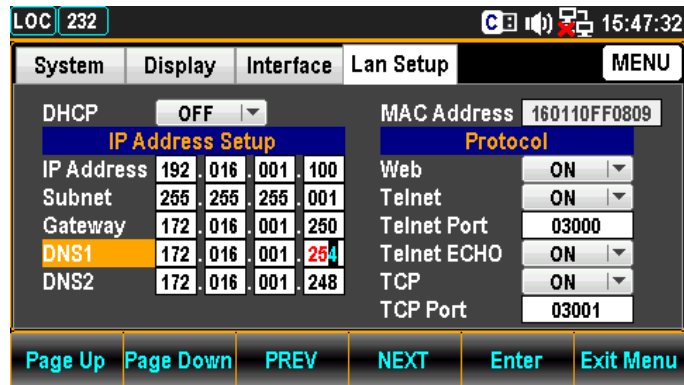 LOC 232 C 15:47:32
System Display Interface Lan Setup MENU
DHCP OFF MAC Address 160110FF0809
IP Address Setup Protocol
IP Address 192 . 016 . 001 . 100 Web ON
Subnet 255 . 255 . 255 . 001 Telnet ON
Gateway 172 . 016 . 001 . 250 Telnet Port 03000
DNS1 172 . 016 . 001 . 254 Telnet ECHO ON
DNS2 172 . 016 . 001 . 248 TCP ON
TCP Port 03001
Page Up Page Down PREV NEXT Enter Exit Menu